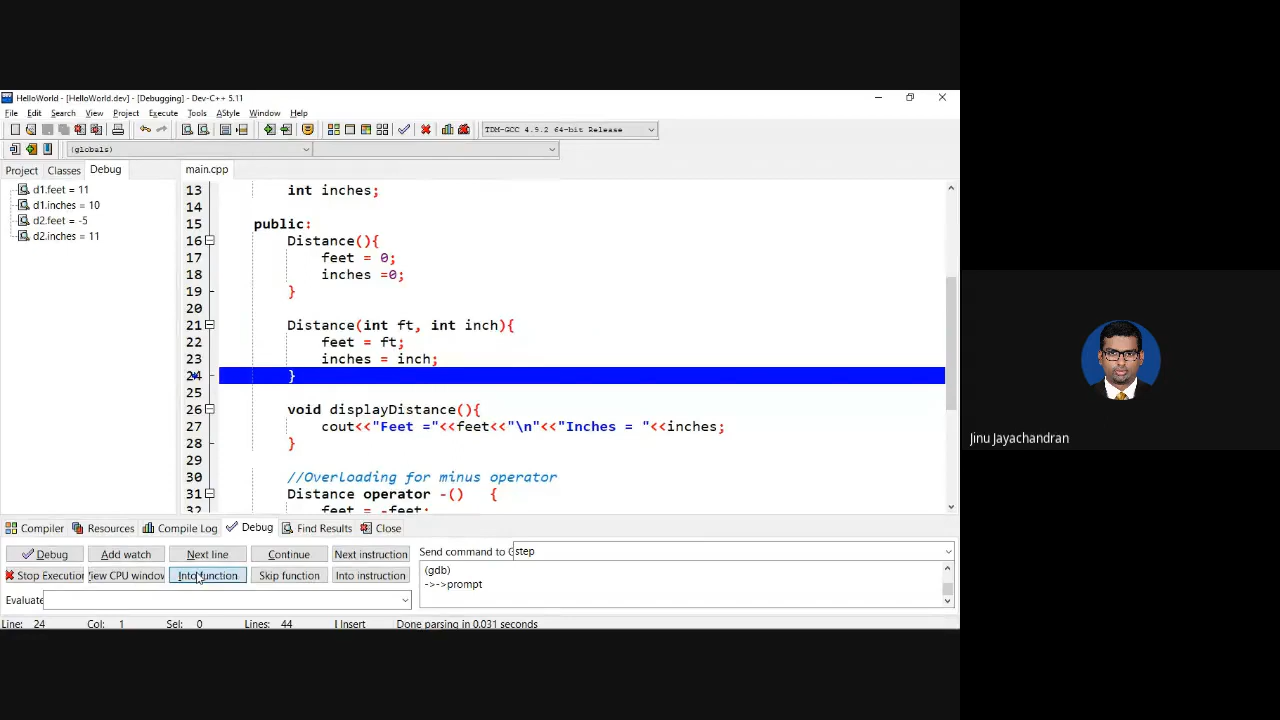 HelloWorld - [HelloWorld.dev] - [Debugging] - Dev-C++ 5.11
File Edit Search View Project Execute Tools AStyle Window Help
TDM-GCC 4.9.2 64-bit Release
(globals)
Project Classes Debug
main.cpp
d1.feet = 11
d1.inches = 10
d2.feet = -5
d2.inches = 11
13 int inches;
14
15 public:
16 Distance(){
17 feet = 0;
18 inches =0;
19 }
20
21 Distance(int ft, int inch){
22 feet = ft;
23 inches = inch;
24 }
25
26 void displayDistance(){
27 cout<<"Feet ="<<feet<<"\n"<<"Inches = "<<inches;
28 }
29
30 //Overloading for minus operator
31 Distance operator -() {
32 feet = -feet;
Compiler Resources Compile Log Debug Find Results Close
Debug Add watch Next line Continue Next instruction Send command to G step
Stop Execution View CPU window Into function Skip function Into instruction
(gdb)
->->prompt
Evaluate
Line: 24 Col: 1 Sel: 0 Lines: 44 Insert Done parsing in 0.031 seconds
Jinu Jayachandran